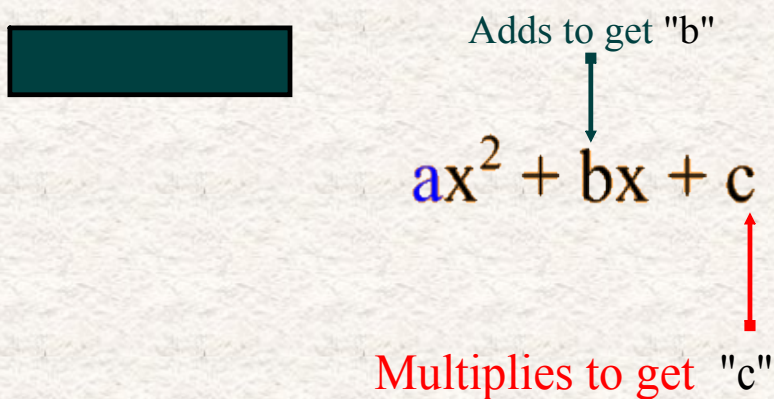 Adds to get "b"
ax² + bx + c
Multiplies to get "c"